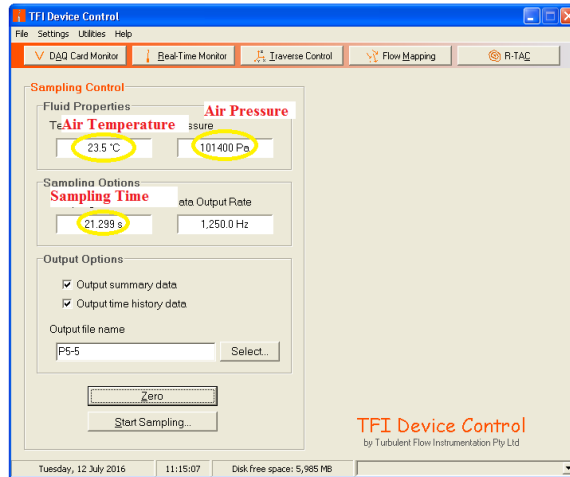 TFI Device Control
File Settings Utilities Help
DAQ Card Monitor Real-Time Monitor Traverse Control Flow Mapping R-TAC
Sampling Control
Fluid Properties
Air Temperature Air Pressure
23.5 °C 101400 Pa
Sampling Options
Sampling Time ata Output Rate
21.299 s 1,250.0 Hz
Output Options
Output summary data
Output time history data
Output file name
P5-5 Select...
Zero
Start Sampling...
TFI Device Control
by Turbulent Flow Instrumentation Pty Ltd
Tuesday, 12 July 2016 11:15:07 Disk free space: 5,985 MB